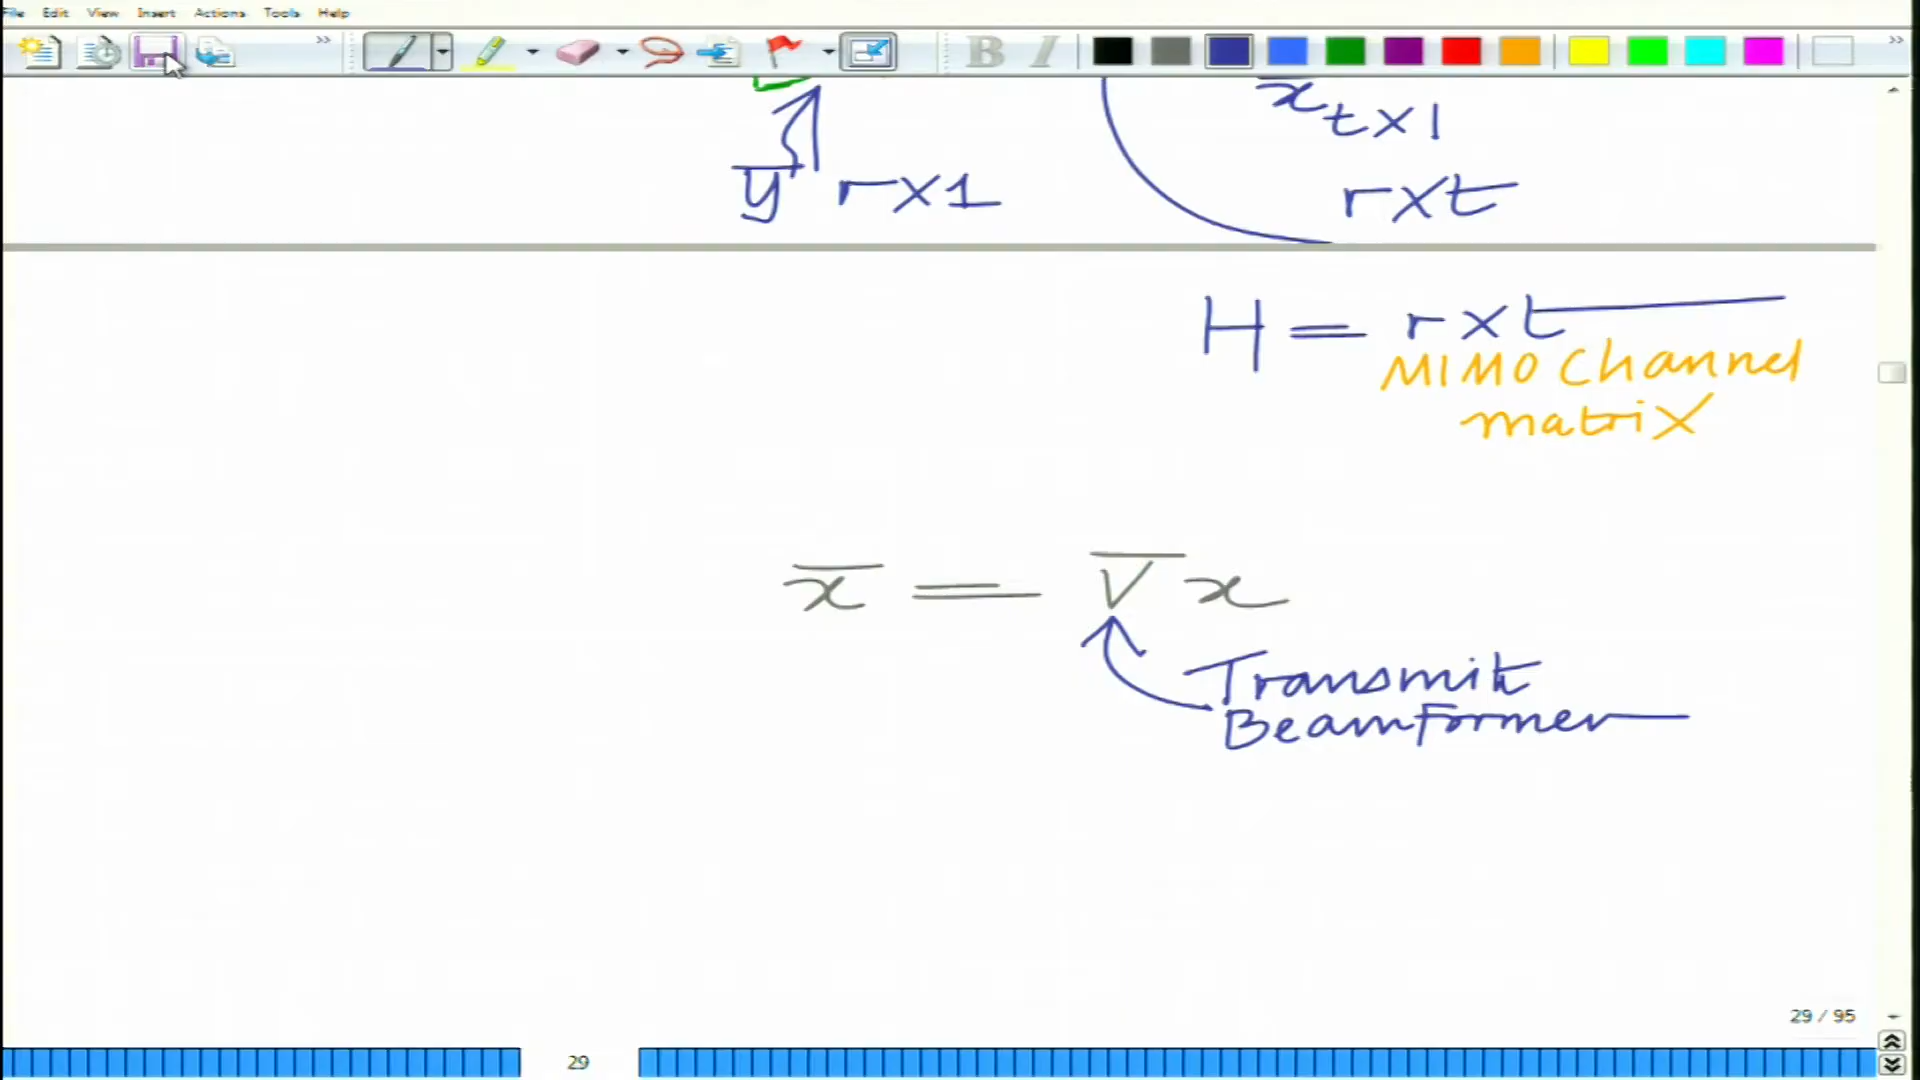 File Edit View Insert Actions Tools Help
B I
x̅ t×1
y̅ r×1
r×t
H = r×t
MIMO Channel
matrix
x̅ = v̅ x
Transmit
Beamformer
29 / 95
29